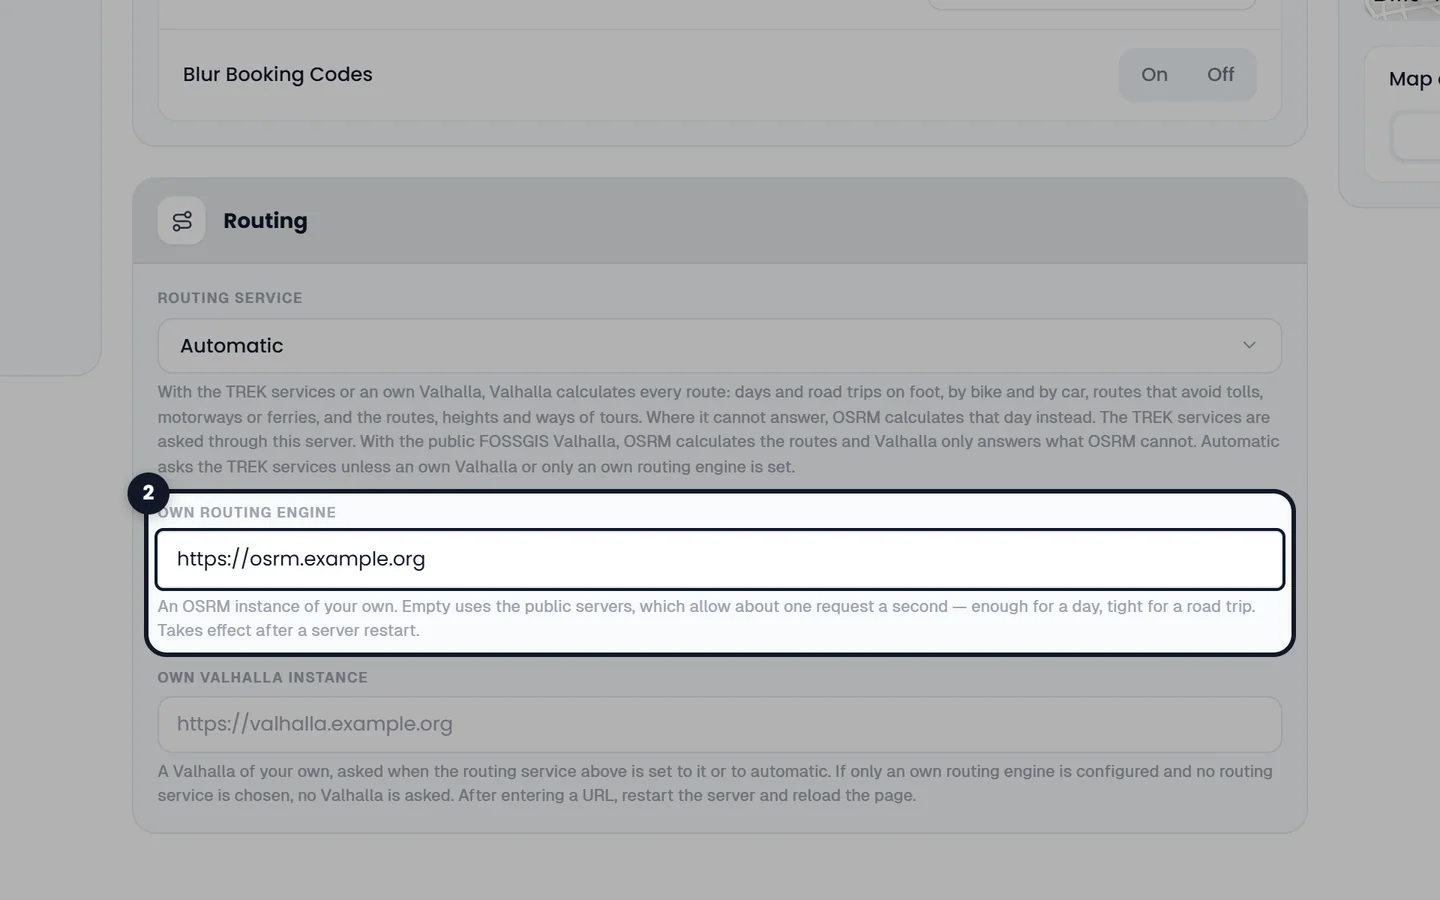 Blur Booking Codes
On Off
Map
Routing
ROUTING SERVICE
Automatic
With the TREK services or an own Valhalla, Valhalla calculates every route: days and road trips on foot, by bike and by car, routes that avoid tolls,
motorways or ferries, and the routes, heights and ways of tours. Where it cannot answer, OSRM calculates that day instead. The TREK services are
asked through this server. With the public FOSSGIS Valhalla, OSRM calculates the routes and Valhalla only answers what OSRM cannot. Automatic
asks the TREK services unless an own Valhalla or only an own routing engine is set.
2
OWN ROUTING ENGINE
https://osrm.example.org
An OSRM instance of your own. Empty uses the public servers, which allow about one request a second — enough for a day, tight for a road trip.
Takes effect after a server restart.
OWN VALHALLA INSTANCE
https://valhalla.example.org
A Valhalla of your own, asked when the routing service above is set to it or to automatic. If only an own routing engine is configured and no routing
service is chosen, no Valhalla is asked. After entering a URL, restart the server and reload the page.